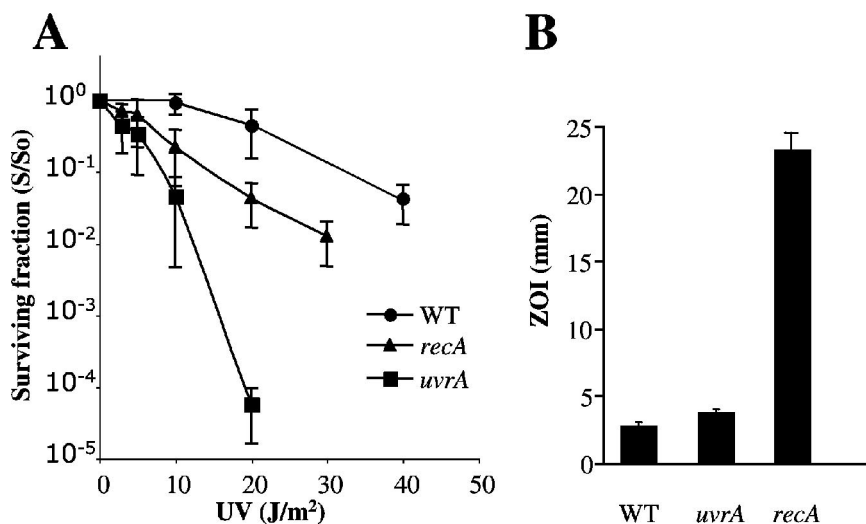 A
Surviving fraction (S/So)
10^0
10^-1
10^-2
10^-3
10^-4
10^-5
WT
recA
uvrA
0 10 20 30 40 50
UV (J/m²)
B
ZOI (mm)
25
20
15
10
5
0
WT uvrA recA